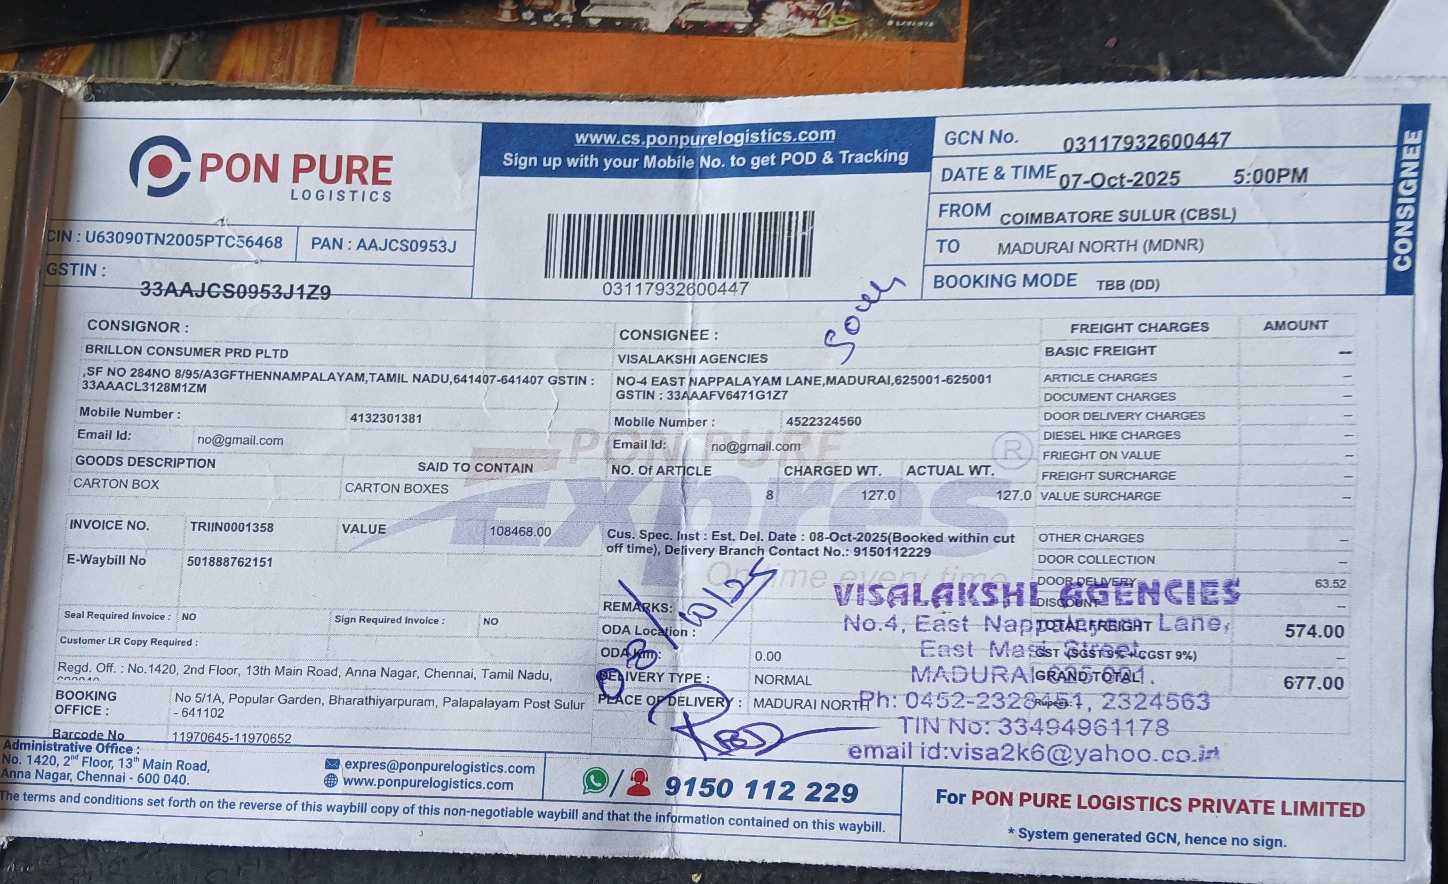 PON PURE
LOGISTICS
www.cs.ponpurelogistics.com
Sign up with your Mobile No. to get POD & Tracking
CIN : U63090TN2005PTC56468
PAN : AAJCS0953J
GSTIN :
33AAJCS0953J1Z9
03117932600447
GCN No. 03117932600447
DATE & TIME 07-Oct-2025 5:00PM
FROM COIMBATORE SULUR (CBSL)
TO MADURAI NORTH (MDNR)
BOOKING MODE TBB (DD)
CONSIGNEE
CONSIGNOR :
BRILLON CONSUMER PRD PLTD
,SF NO 284NO 8/95/A3GFTHENNAMPALAYAM,TAMIL NADU,641407-641407 GSTIN :
33AAACL3128M1ZM
Mobile Number : 4132301381
Email Id: no@gmail.com
CONSIGNEE :
VISALAKSHI AGENCIES
NO-4 EAST NAPPALAYAM LANE,MADURAI,625001-625001
GSTIN : 33AAAFV6471G1Z7
Mobile Number : 4522324560
Email Id: no@gmail.com
GOODS DESCRIPTION SAID TO CONTAIN
CARTON BOX CARTON BOXES
NO. Of ARTICLE CHARGED WT. ACTUAL WT.
8 127.0 127.0
INVOICE NO. TRIIN0001358 VALUE 108468.00
E-Waybill No 501888762151
Cus. Spec. Inst : Est. Del. Date : 08-Oct-2025(Booked within cut
off time), Delivery Branch Contact No.: 9150112229
PON PURE
Expres
®
On time every time
Seal Required Invoice : NO Sign Required Invoice : NO
Customer LR Copy Required :
Regd. Off. : No.1420, 2nd Floor, 13th Main Road, Anna Nagar, Chennai, Tamil Nadu,
BOOKING
OFFICE :
No 5/1A, Popular Garden, Bharathiyarpuram, Palapalayam Post Sulur
- 641102
Barcode No 11970645-11970652
REMARKS:
ODA Location :
ODA Km: 0.00
DELIVERY TYPE : NORMAL
PLACE OF DELIVERY : MADURAI NORTH
08/10/25
FREIGHT CHARGES AMOUNT
BASIC FREIGHT –
ARTICLE CHARGES –
DOCUMENT CHARGES –
DOOR DELIVERY CHARGES –
DIESEL HIKE CHARGES –
FRIEGHT ON VALUE –
FREIGHT SURCHARGE –
VALUE SURCHARGE –
OTHER CHARGES –
DOOR COLLECTION –
DOOR DELIVERY 63.52
DISCOUNT –
TOTAL FREIGHT 574.00
GST (SGST 9% + CGST 9%) –
GRAND TOTAL 677.00
VISALAKSHI AGENCIES
No.4, East Nappalayam Lane,
East Masi Street
MADURAI
Ph: 0452-2328451, 2324563
TIN No: 33494961178
email id:visa2k6@yahoo.co.in
Administrative Office :
No. 1420, 2nd Floor, 13th Main Road,
Anna Nagar, Chennai - 600 040.
expres@ponpurelogistics.com
www.ponpurelogistics.com
/ 9150 112 229
The terms and conditions set forth on the reverse of this waybill copy of this non-negotiable waybill and that the information contained on this waybill.
For PON PURE LOGISTICS PRIVATE LIMITED
* System generated GCN, hence no sign.